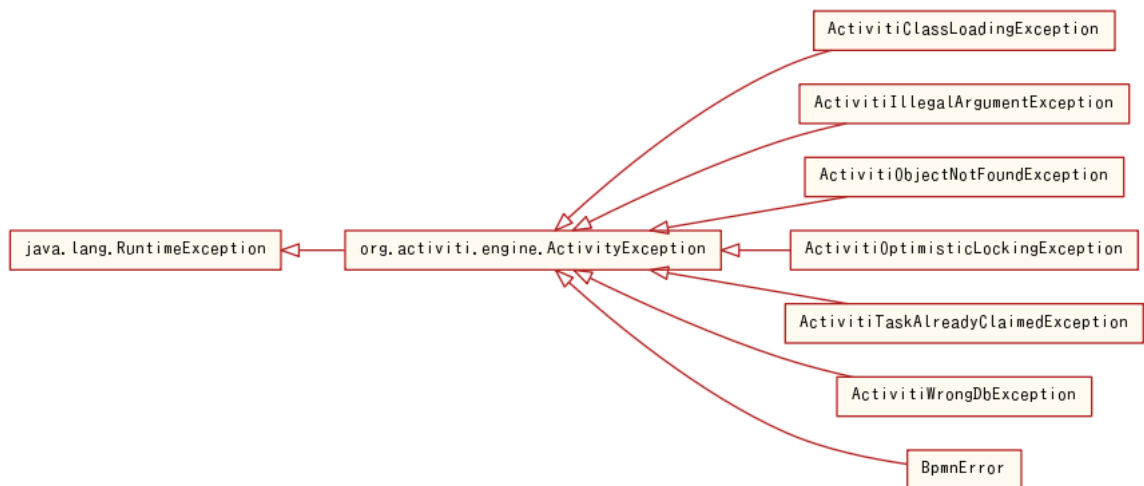 ActivitiClassLoadingException
ActivitiIllegalArgumentException
ActivitiObjectNotFoundException
java.lang.RuntimeException
org.activiti.engine.ActivityException
ActivitiOptimisticLockingException
ActivitiTaskAlreadyClaimedException
ActivitiWrongDbException
BpmnError